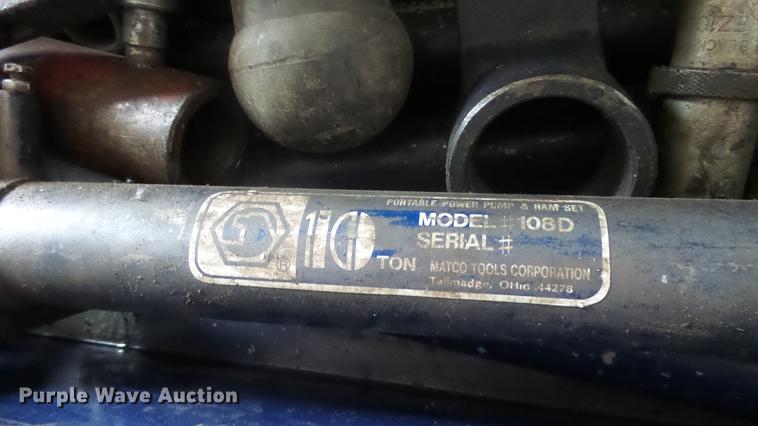 PORTABLE POWER PUMP & RAM SET
10 TON
MODEL # 108D
SERIAL #
MATCO TOOLS CORPORATION
Tallmadge, OHio 44278
®
Purple Wave Auction®